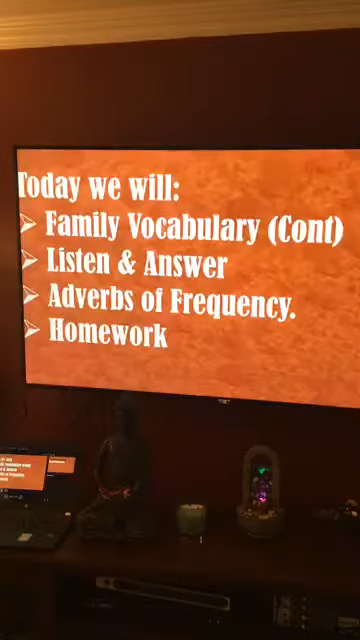 Today we will:
Family Vocabulary (Cont)
Listen & Answer
Adverbs of Frequency.
Homework